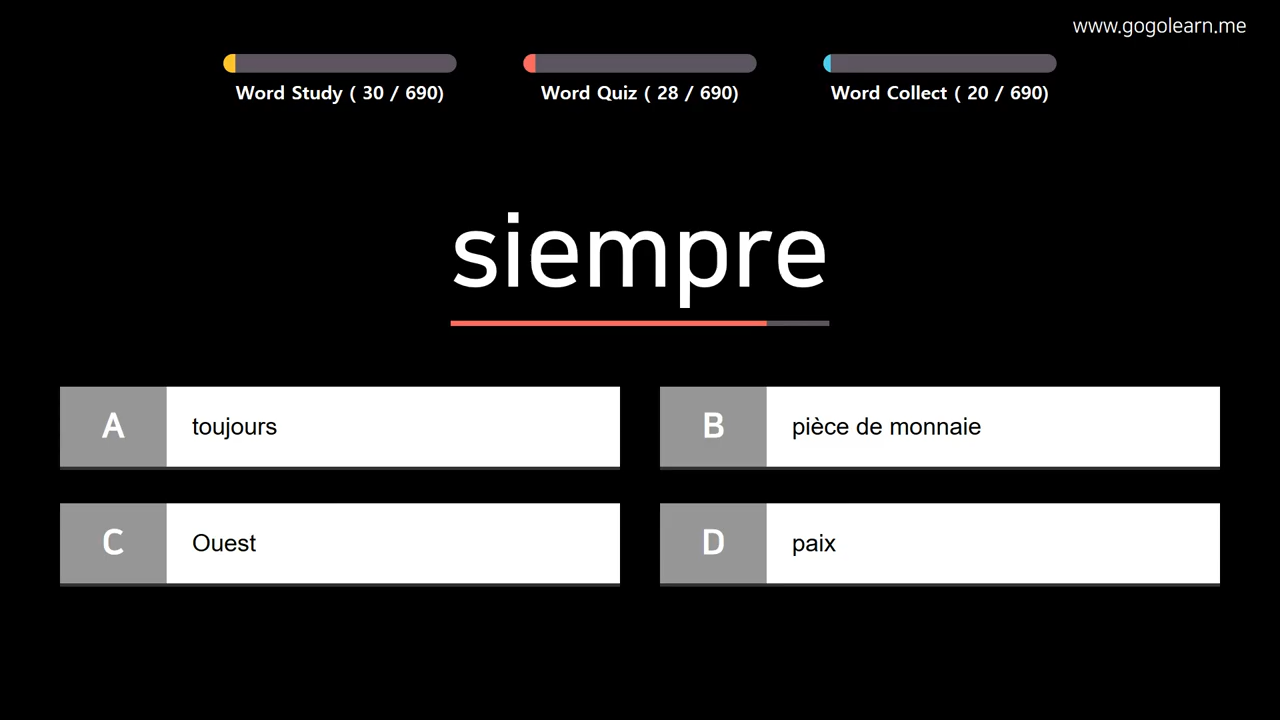 www.gogolearn.me
Word Study ( 30 / 690)
Word Quiz ( 28 / 690)
Word Collect ( 20 / 690)
siempre
A toujours
B pièce de monnaie
C Ouest
D paix